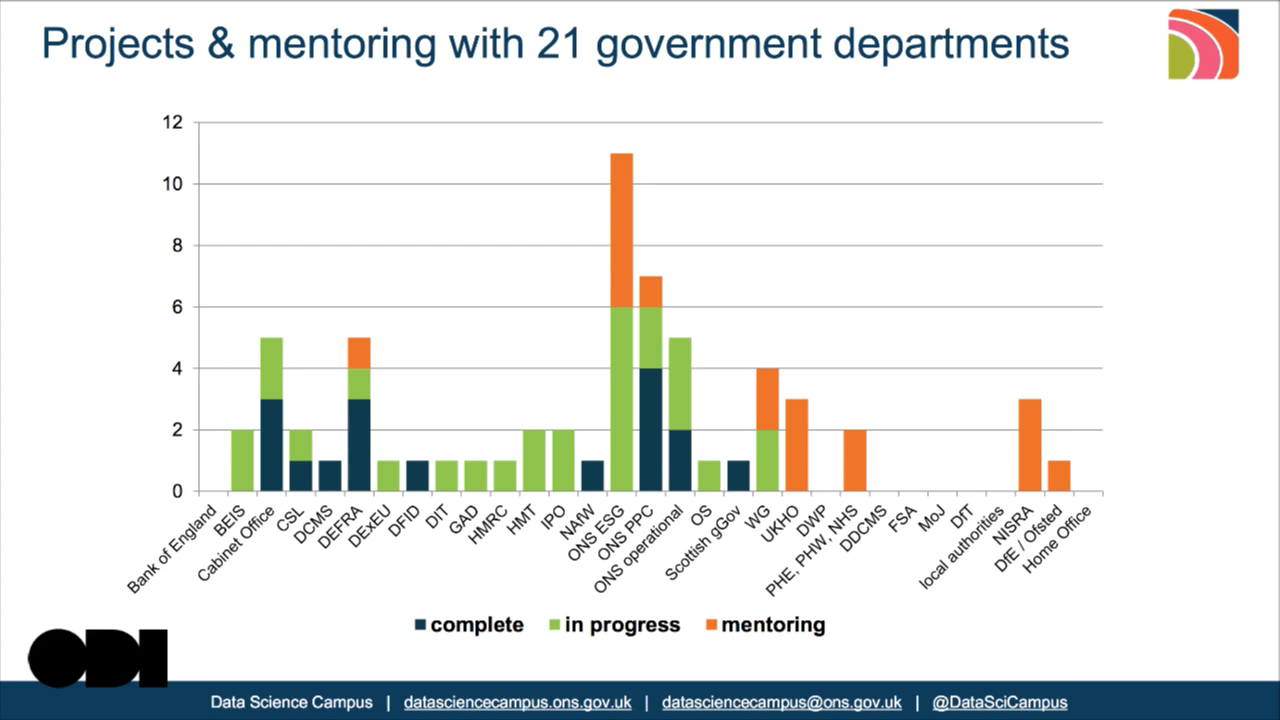 Projects & mentoring with 21 government departments
12
10
8
6
4
2
0
Bank of England
BEIS
Cabinet Office
CSL
DCMS
DEFRA
DExEU
DFID
DIT
GAD
HMRC
HMT
IPO
NAfW
ONS ESG
ONS PPC
ONS operational
OS
Scottish gGov
WG
UKHO
DWP
PHE, PHW, NHS
DDCMS
FSA
MoJ
DfT
local authorities
NISRA
DfE / Ofsted
Home Office
complete in progress mentoring
ODI
Data Science Campus | datasciencecampus.ons.gov.uk | datasciencecampus@ons.gov.uk | @DataSciCampus